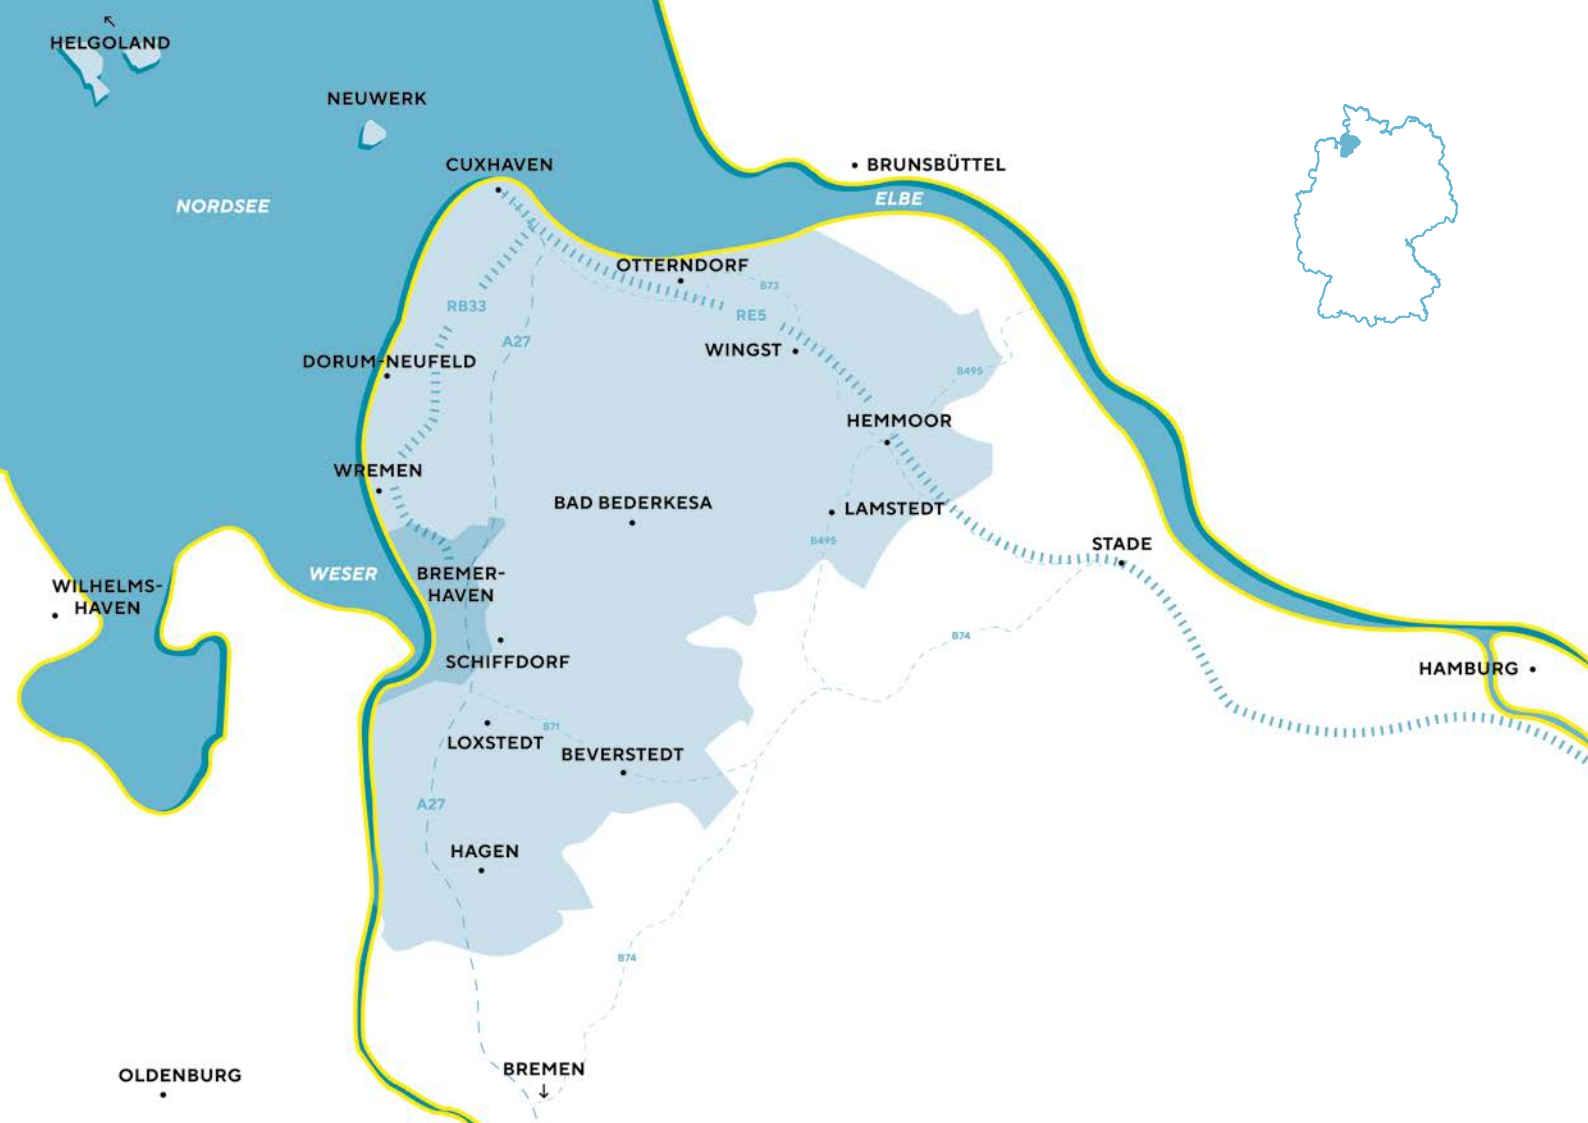 ↖
HELGOLAND
NEUWERK
CUXHAVEN
BRUNSBÜTTEL
ELBE
NORDSEE
OTTERNDORF
B73
RB33
RE5
A27
WINGST
DORUM-NEUFELD
B495
HEMMOOR
WREMEN
BAD BEDERKESA
LAMSTEDT
B495
STADE
WESER
BREMER-
HAVEN
WILHELMS-
HAVEN
B74
SCHIFFDORF
HAMBURG
B71
LOXSTEDT
BEVERSTEDT
A27
HAGEN
B74
BREMEN
↓
OLDENBURG